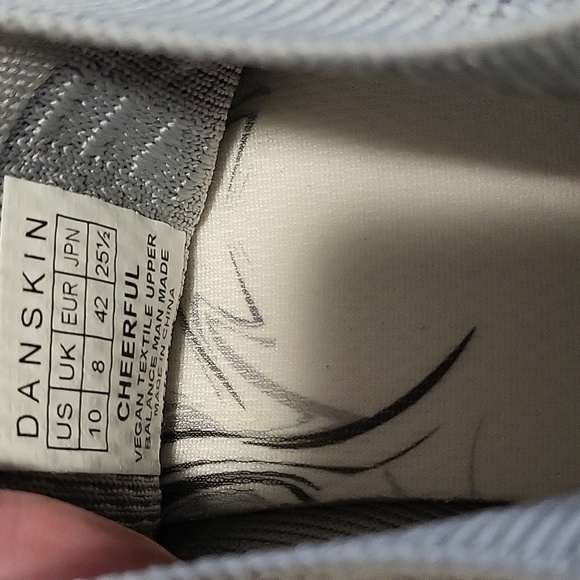 DANSKIN
US UK EUR JPN
10 8 42 25½
CHEERFUL
VEGAN TEXTILE UPPER
BALANCE MAN MADE
MADE IN CHINA